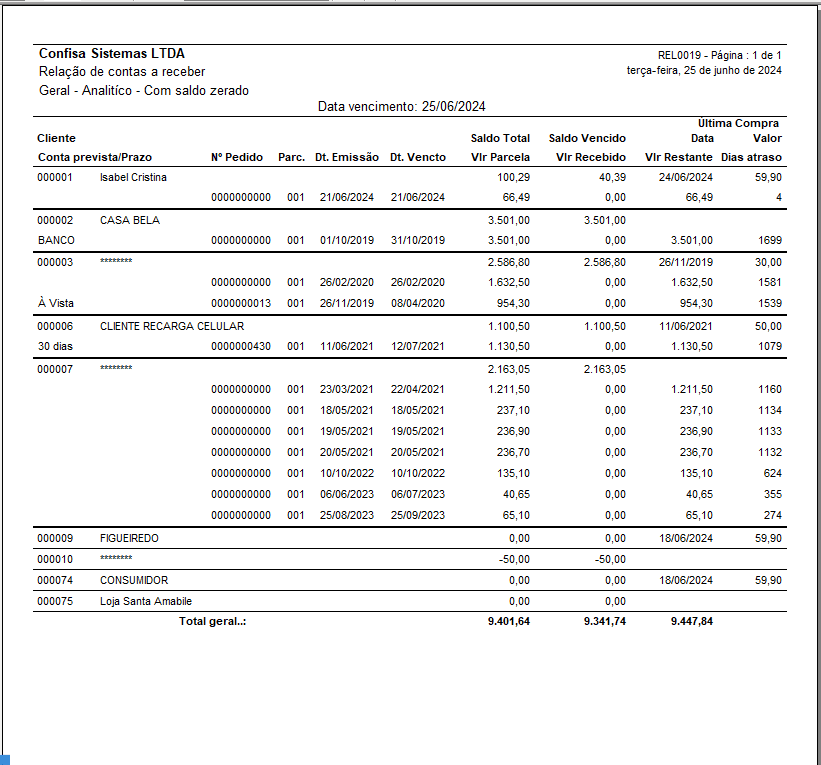 Confisa Sistemas LTDA REL0019 - Página : 1 de 1
Relação de contas a receber terça-feira, 25 de junho de 2024
Geral - Analitíco - Com saldo zerado
Data vencimento: 25/06/2024
Última Compra
Cliente Saldo Total Saldo Vencido Data Valor
Conta prevista/Prazo Nº Pedido Parc. Dt. Emissão Dt. Vencto Vlr Parcela Vlr Recebido Vlr Restante Dias atraso
000001 Isabel Cristina 100,29 40,39 24/06/2024 59,90
0000000000 001 21/06/2024 21/06/2024 66,49 0,00 66,49 4
000002 CASA BELA 3.501,00 3.501,00
BANCO 0000000000 001 01/10/2019 31/10/2019 3.501,00 0,00 3.501,00 1699
000003 ******** 2.586,80 2.586,80 26/11/2019 30,00
0000000000 001 26/02/2020 26/02/2020 1.632,50 0,00 1.632,50 1581
À Vista 0000000013 001 26/11/2019 08/04/2020 954,30 0,00 954,30 1539
000006 CLIENTE RECARGA CELULAR 1.100,50 1.100,50 11/06/2021 50,00
30 dias 0000000430 001 11/06/2021 12/07/2021 1.130,50 0,00 1.130,50 1079
000007 ******** 2.163,05 2.163,05
0000000000 001 23/03/2021 22/04/2021 1.211,50 0,00 1.211,50 1160
0000000000 001 18/05/2021 18/05/2021 237,10 0,00 237,10 1134
0000000000 001 19/05/2021 19/05/2021 236,90 0,00 236,90 1133
0000000000 001 20/05/2021 20/05/2021 236,70 0,00 236,70 1132
0000000000 001 10/10/2022 10/10/2022 135,10 0,00 135,10 624
0000000000 001 06/06/2023 06/07/2023 40,65 0,00 40,65 355
0000000000 001 25/08/2023 25/09/2023 65,10 0,00 65,10 274
000009 FIGUEIREDO 0,00 0,00 18/06/2024 59,90
000010 ******** -50,00 -50,00
000074 CONSUMIDOR 0,00 0,00 18/06/2024 59,90
000075 Loja Santa Amabile 0,00 0,00
Total geral..: 9.401,64 9.341,74 9.447,84